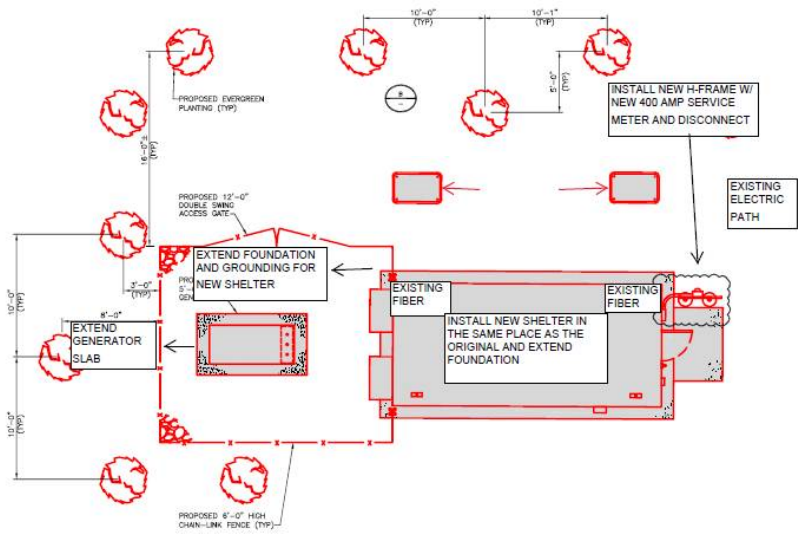 10'-0"
(TYP)
10'-1"
(TYP)
5'-0"
(TYP)
B
-
PROPOSED EVERGREEN
PLANTING (TYP)
16'-0"±
(TYP)
INSTALL NEW H-FRAME W/
NEW 400 AMP SERVICE
METER AND DISCONNECT
EXISTING
ELECTRIC
PATH
PROPOSED 12'-0"
DOUBLE SWING
ACCESS GATE
EXTEND FOUNDATION
AND GROUNDING FOR
NEW SHELTER
10'-0"
(TYP)
3'-0"
(TYP)
8'-0"
EXTEND
GENERATOR
SLAB
EXISTING
FIBER
EXISTING
FIBER
INSTALL NEW SHELTER IN
THE SAME PLACE AS THE
ORIGINAL AND EXTEND
FOUNDATION
10'-0"
(TYP)
PROPOSED 6'-0" HIGH
CHAIN-LINK FENCE (TYP)